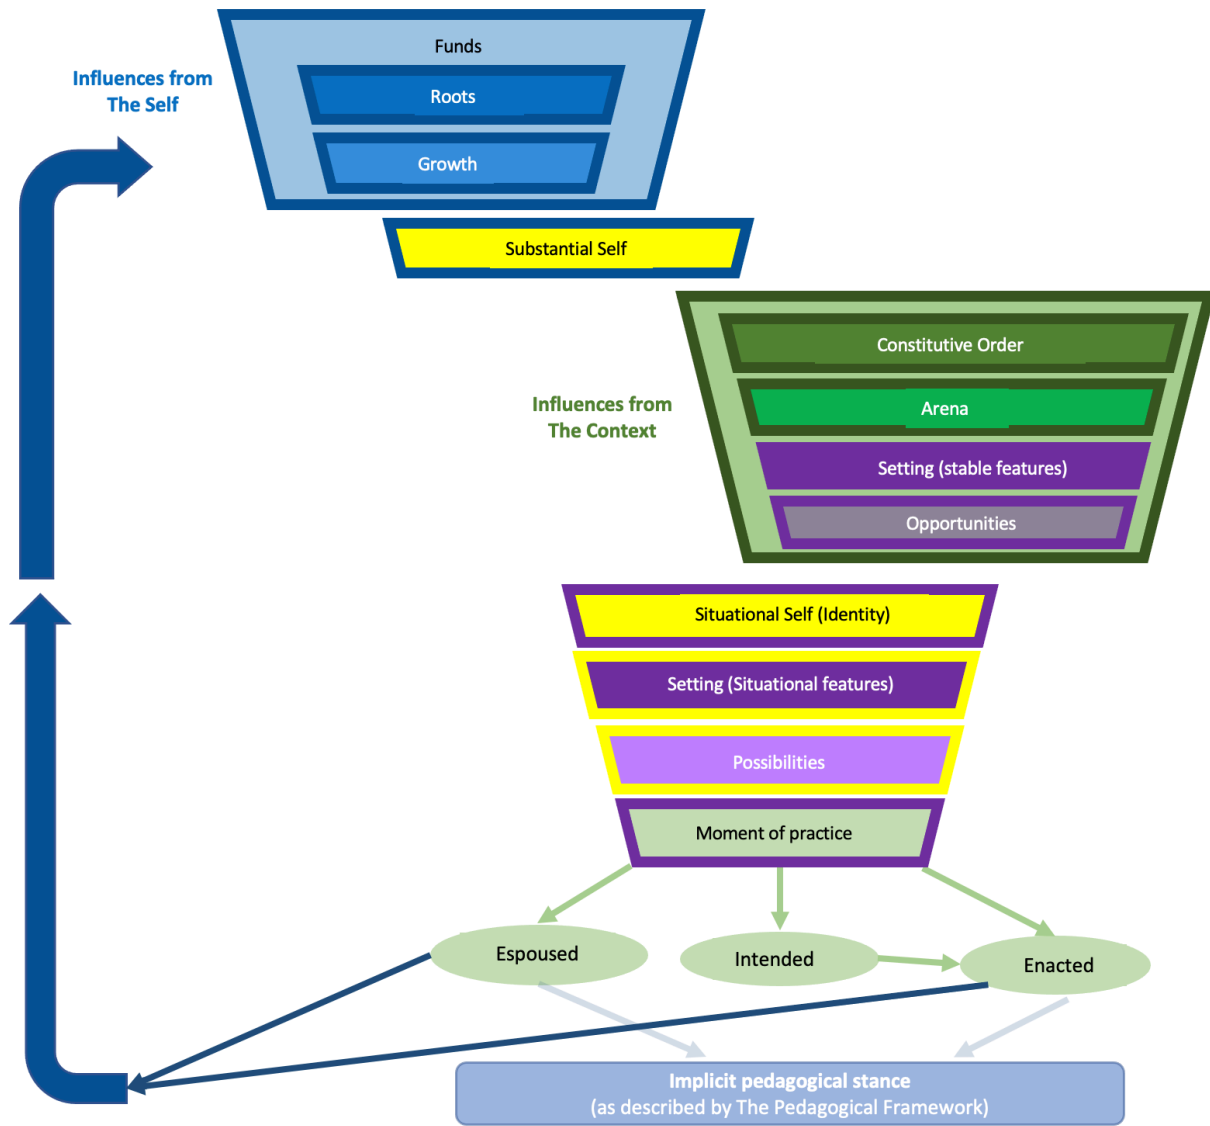 Funds
Influences from
The Self
Roots
Growth
Substantial Self
Constitutive Order
Influences from
The Context
Arena
Setting (stable features)
Opportunities
Situational Self (Identity)
Setting (Situational features)
Possibilities
Moment of practice
Espoused
Intended
Enacted
Implicit pedagogical stance
(as described by The Pedagogical Framework)